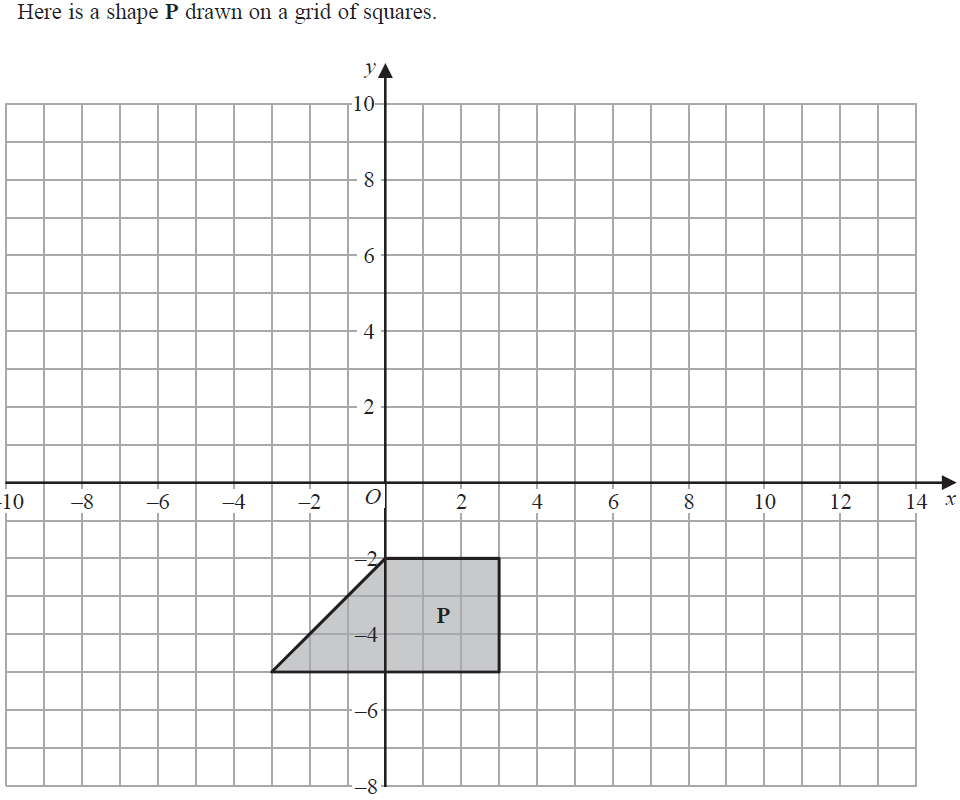 Here is a shape P drawn on a grid of squares.
y
10
8
6
4
2
10 –8 –6 –4 –2 O 2 4 6 8 10 12 14 x
–2
P
–4
–6
–8